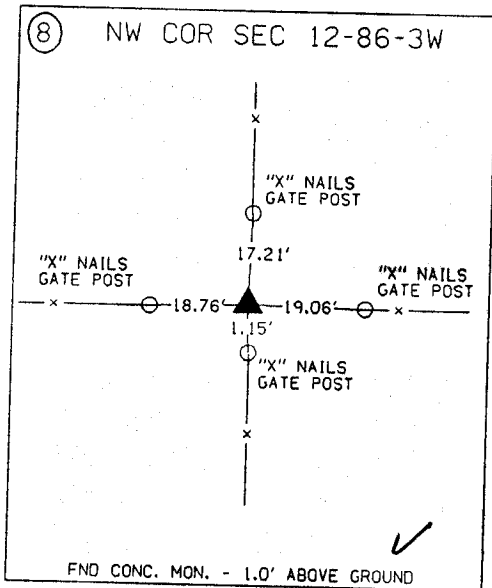 8 NW COR SEC 12-86-3W
"X" NAILS
GATE POST
17.21'
"X" NAILS
GATE POST
"X" NAILS
GATE POST
18.76'
19.06'
1.15'
"X" NAILS
GATE POST
FND CONC. MON. - 1.0' ABOVE GROUND